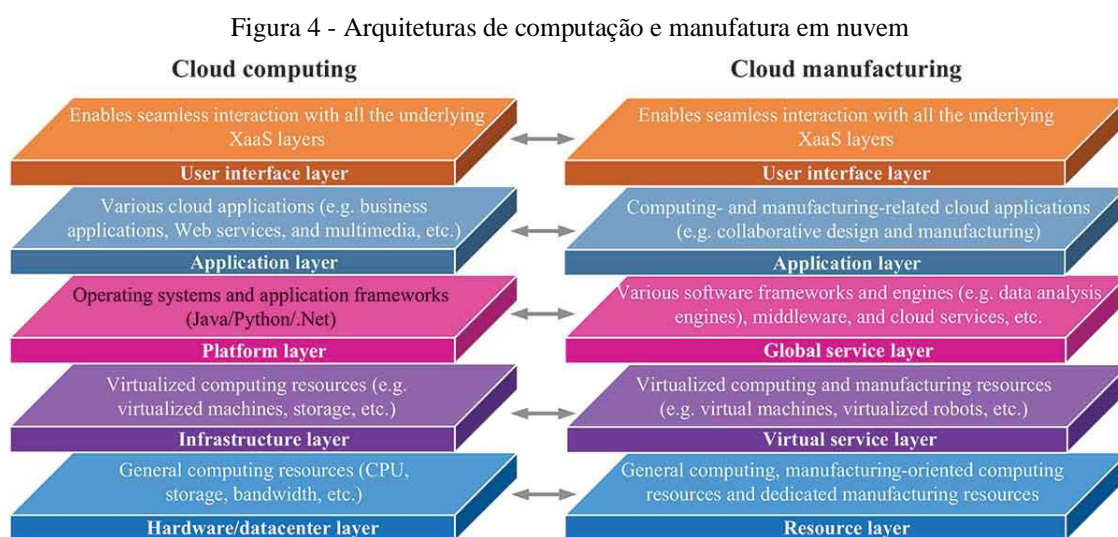 Figura 4 - Arquiteturas de computação e manufatura em nuvem
Cloud computing
Enables seamless interaction with all the underlying
XaaS layers
User interface layer
Various cloud applications (e.g. business
applications, Web services, and multimedia, etc.)
Application layer
Operating systems and application frameworks
(Java/Python/.Net)
Platform layer
Virtualized computing resources (e.g.
virtualized machines, storage, etc.)
Infrastructure layer
General computing resources (CPU,
storage, bandwidth, etc.)
Hardware/datacenter layer
Cloud manufacturing
Enables seamless interaction with all the underlying
XaaS layers
User interface layer
Computing- and manufacturing-related cloud applications
(e.g. collaborative design and manufacturing)
Application layer
Various software frameworks and engines (e.g. data analysis
engines), middleware, and cloud services, etc.
Global service layer
Virtualized computing and manufacturing resources
(e.g. virtual machines, virtualized robots, etc.)
Virtual service layer
General computing, manufacturing-oriented computing
resources and dedicated manufacturing resources
Resource layer